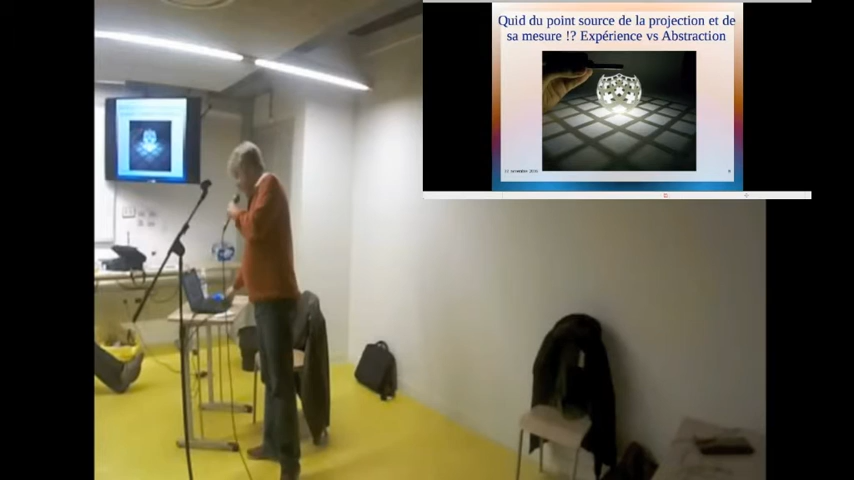 Quid du point source de la projection et de
sa mesure !? Expérience vs Abstraction